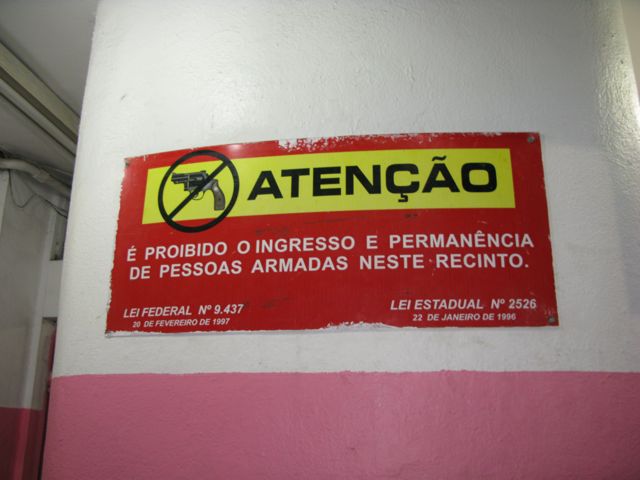 ATENÇÃO
É PROIBIDO O INGRESSO E PERMANÊNCIA
DE PESSOAS ARMADAS NESTE RECINTO.
LEI FEDERAL Nº 9.437
20 DE FEVEREIRO DE 1997
LEI ESTADUAL Nº 2526
22 DE JANEIRO DE 1996